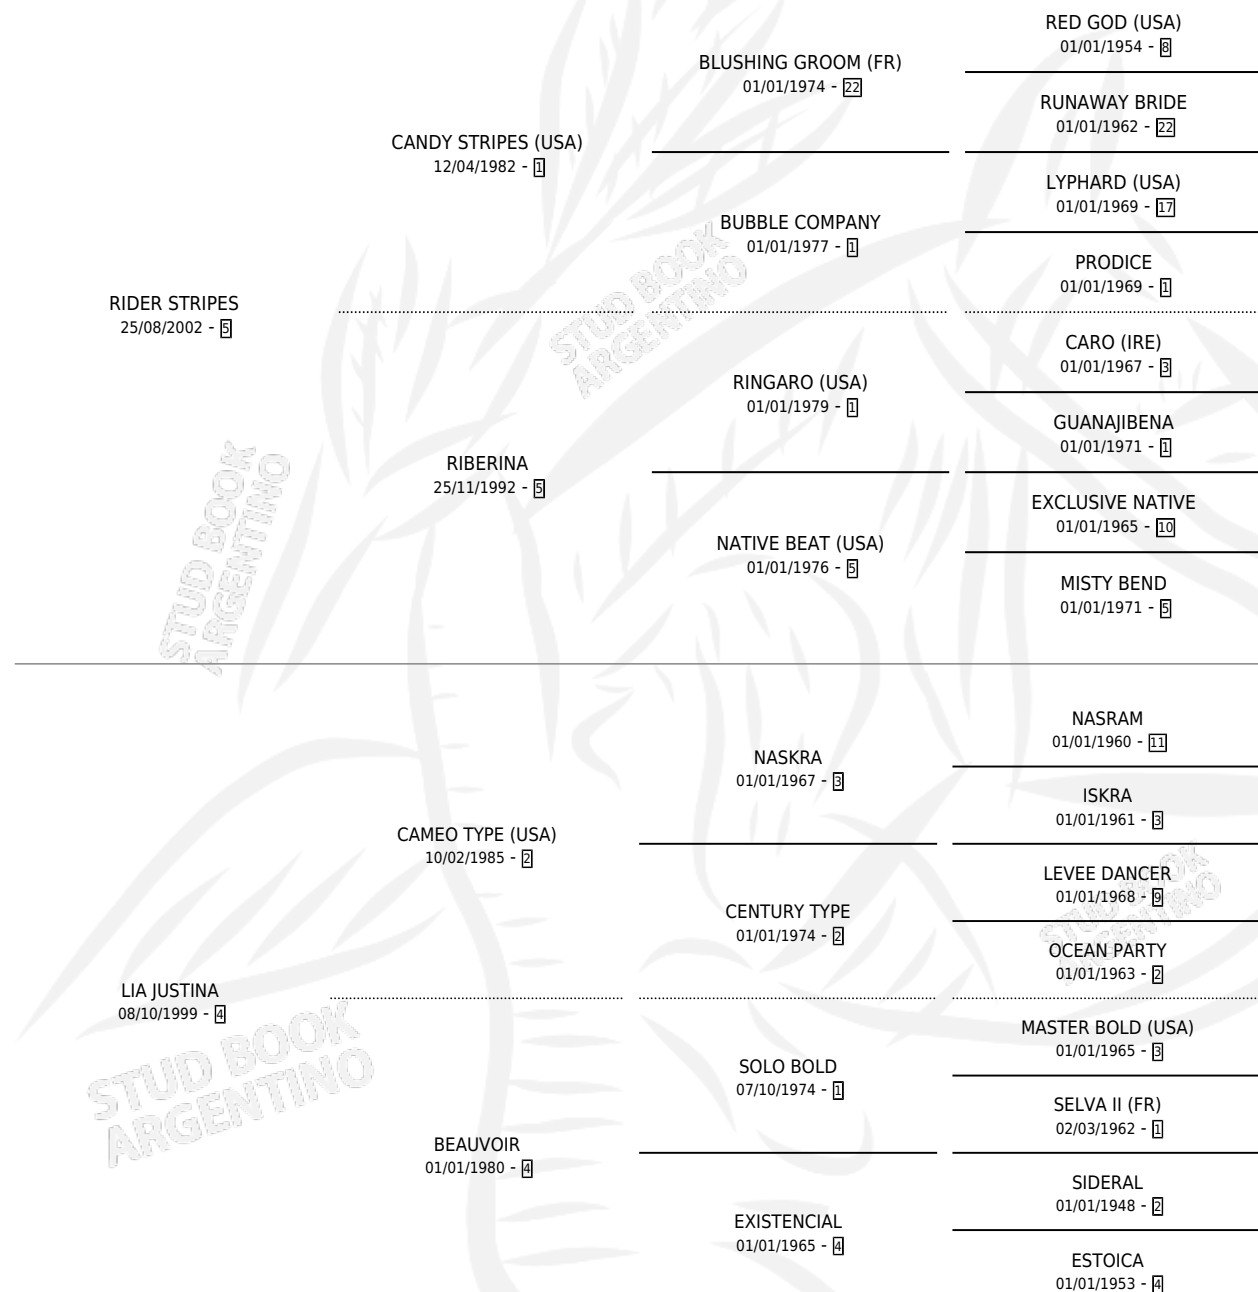 RED GOD (USA)
01/01/1954 - 8
BLUSHING GROOM (FR)
01/01/1974 - 22
RUNAWAY BRIDE
01/01/1962 - 22
CANDY STRIPES (USA)
12/04/1982 - 1
LYPHARD (USA)
01/01/1969 - 17
BUBBLE COMPANY
01/01/1977 - 1
PRODICE
01/01/1969 - 1
RIDER STRIPES
25/08/2002 - 5
STUD BOOK
ARGENTINO
CARO (IRE)
01/01/1967 - 3
RINGARO (USA)
01/01/1979 - 1
GUANAJIBENA
01/01/1971 - 1
RIBERINA
25/11/1992 - 5
EXCLUSIVE NATIVE
01/01/1965 - 10
NATIVE BEAT (USA)
01/01/1976 - 5
MISTY BEND
01/01/1971 - 5
STUD BOOK
ARGENTINO
NASRAM
01/01/1960 - 11
NASKRA
01/01/1967 - 3
ISKRA
01/01/1961 - 3
CAMEO TYPE (USA)
10/02/1985 - 2
LEVEE DANCER
01/01/1968 - 9
CENTURY TYPE
01/01/1974 - 2
STUD BOOK
ARGENTINO
OCEAN PARTY
01/01/1963 - 2
LIA JUSTINA
08/10/1999 - 4
STUD BOOK
ARGENTINO
MASTER BOLD (USA)
01/01/1965 - 3
SOLO BOLD
07/10/1974 - 1
SELVA II (FR)
02/03/1962 - 1
BEAUVOIR
01/01/1980 - 4
SIDERAL
01/01/1948 - 2
EXISTENCIAL
01/01/1965 - 4
ESTOICA
01/01/1953 - 4